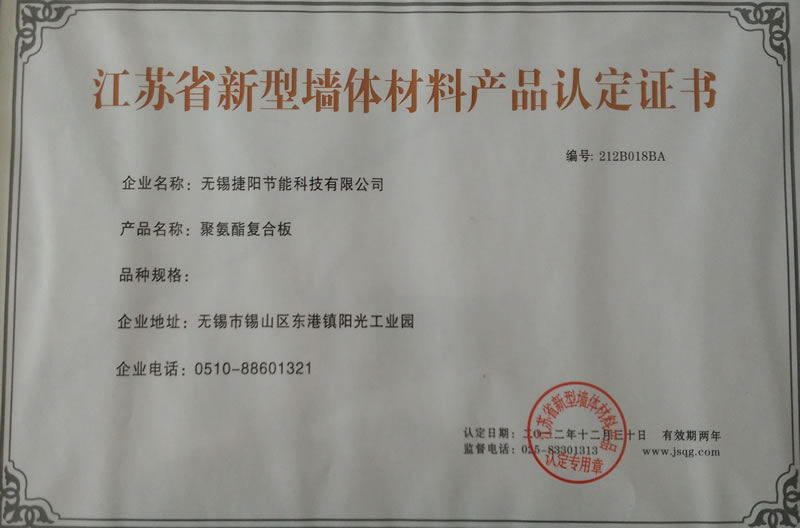 江苏省新型墙体材料产品认定证书
编号: 212B018BA
企业名称: 无锡捷阳节能科技有限公司
产品名称: 聚氨酯复合板
品种规格:
企业地址: 无锡市锡山区东港镇阳光工业园
企业电话: 0510-88601321
江苏省新型墙体材料产品
认定专用章
认定日期: 二〇一二年十二月三十日 有效期两年
监督电话: 025-83301313 www.jsqg.com